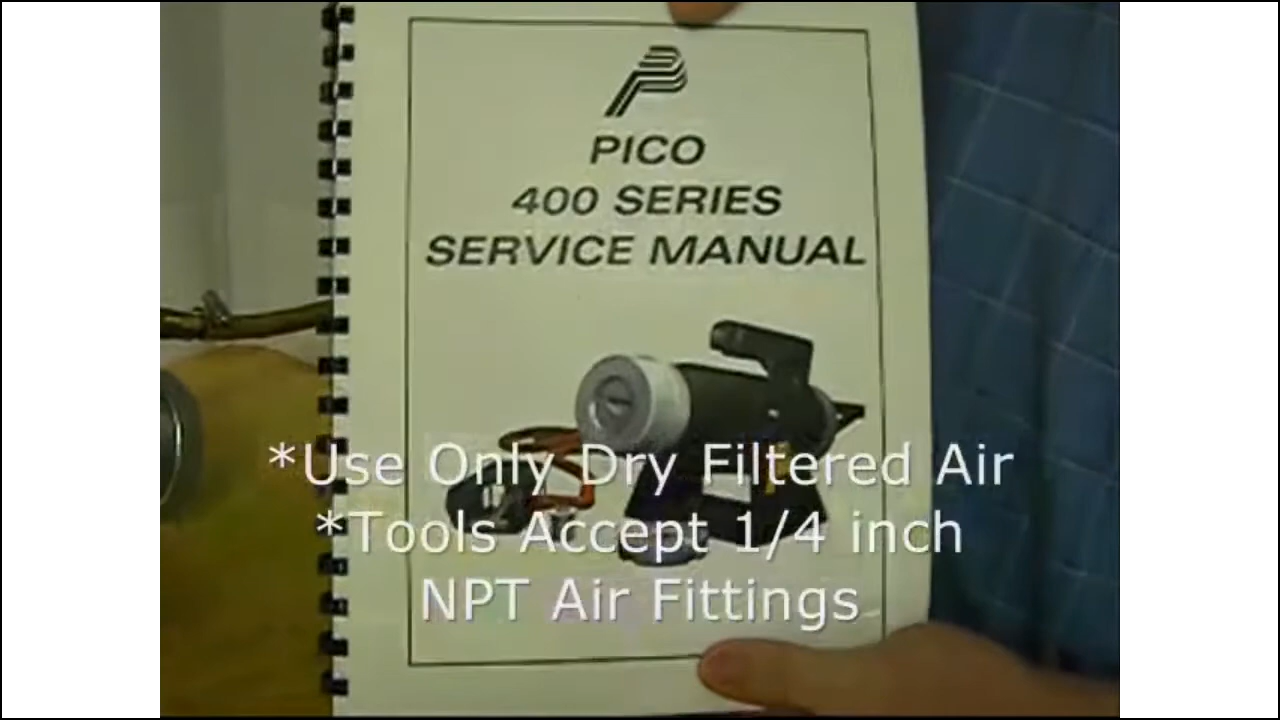 PICO
400 SERIES
SERVICE MANUAL
*Use Only Dry Filtered Air
*Tools Accept 1/4 inch
NPT Air Fittings